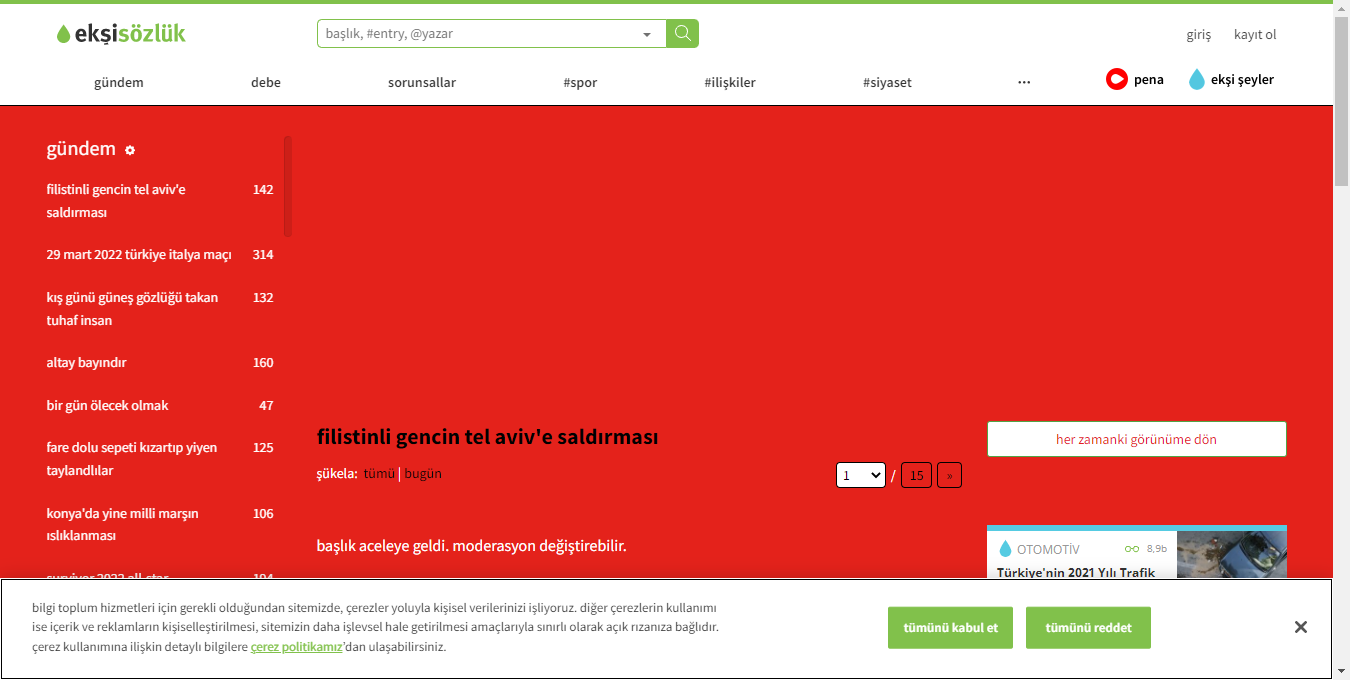 ekşisözlük
başlık, #entry, @yazar
giriş
kayıt ol
gündem
debe
sorunsallar
#spor
#ilişkiler
#siyaset
...
pena
ekşi şeyler
gündem
filistinli gencin tel aviv'e 142
saldırması
29 mart 2022 türkiye italya maçı 314
kış günü güneş gözlüğü takan 132
tuhaf insan
altay bayındır 160
bir gün ölecek olmak 47
fare dolu sepeti kızartıp yiyen 125
taylandlılar
konya'da yine milli marşın 106
ıslıklanması
survivor 2022 all-star 194
filistinli gencin tel aviv'e saldırması
şükela: tümü | bugün
1 / 15 »
başlık aceleye geldi. moderasyon değiştirebilir.
her zamanki görünüme dön
OTOMOTİV 8,9b
Türkiye'nin 2021 Yılı Trafik
bilgi toplum hizmetleri için gerekli olduğundan sitemizde, çerezler yoluyla kişisel verilerinizi işliyoruz. diğer çerezlerin kullanımı
ise içerik ve reklamların kişiselleştirilmesi, sitemizin daha işlevsel hale getirilmesi amaçlarıyla sınırlı olarak açık rızanıza bağlıdır.
çerez kullanımına ilişkin detaylı bilgilere çerez politikamız'dan ulaşabilirsiniz.
tümünü kabul et
tümünü reddet